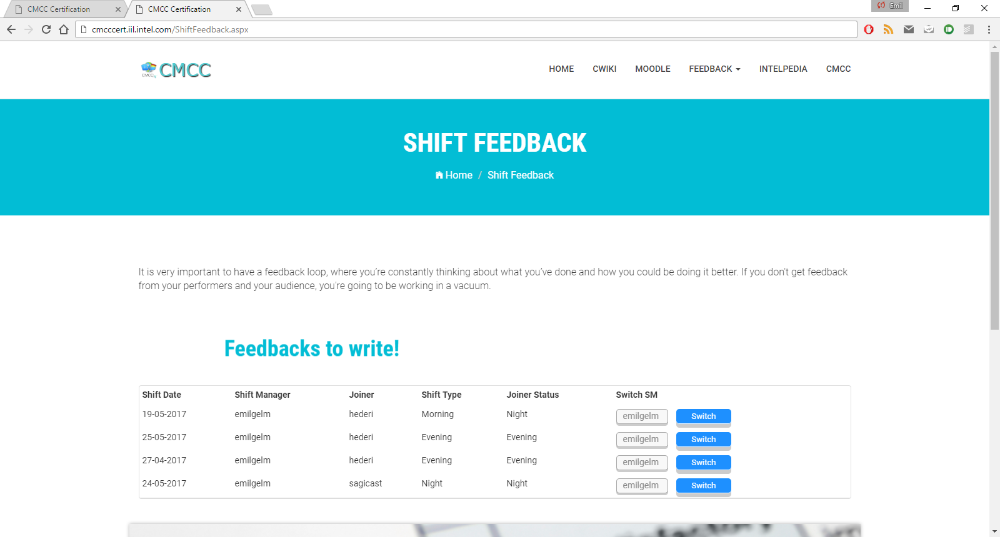 CMCC Certification
CMCC Certification
Emil
cmcccert.iil.intel.com/ShiftFeedback.aspx
CMCC
HOME CWIKI MOODLE FEEDBACK INTELPEDIA CMCC
SHIFT FEEDBACK
Home / Shift Feedback
It is very important to have a feedback loop, where you’re constantly thinking about what you’ve done and how you could be doing it better. If you don't get feedback
from your performers and your audience, you're going to be working in a vacuum.
Feedbacks to write!
Shift Date Shift Manager Joiner Shift Type Joiner Status Switch SM
19-05-2017 emilgelm hederi Morning Night emilgelm Switch
25-05-2017 emilgelm hederi Evening Evening emilgelm Switch
27-04-2017 emilgelm hederi Evening Evening emilgelm Switch
24-05-2017 emilgelm sagicast Night Night emilgelm Switch